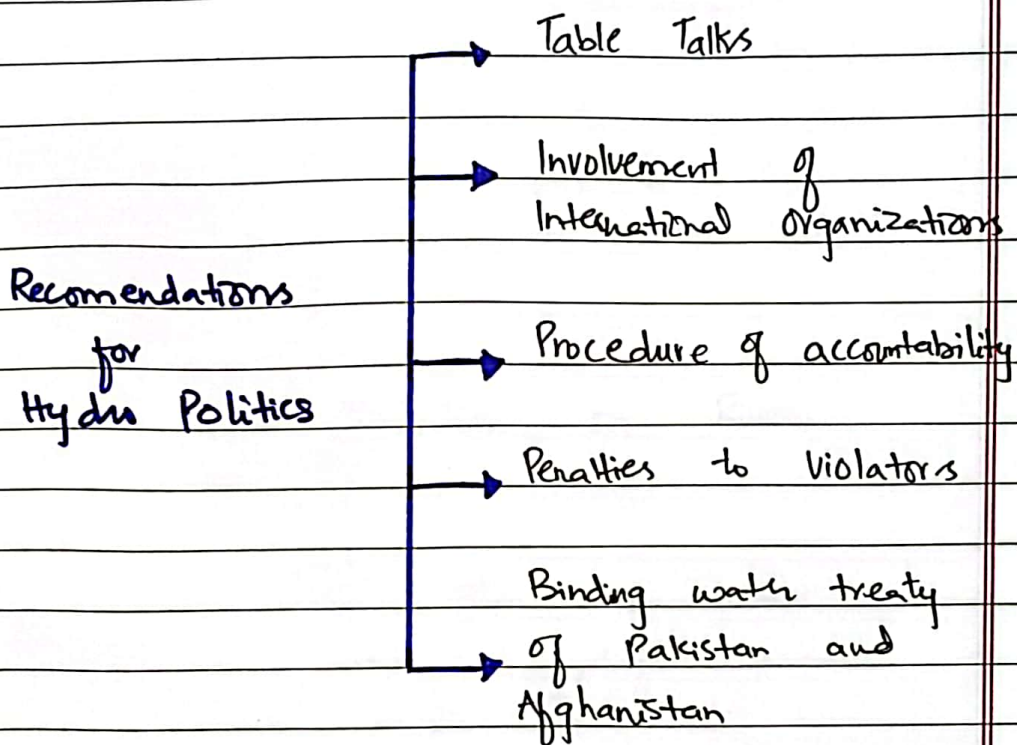 Table Talks
Involvement of
International Organizations
Recomendations
for
Hydro Politics
Procedure of accountability
Penalties to Violators
Binding water treaty
of Pakistan and
Afghanistan